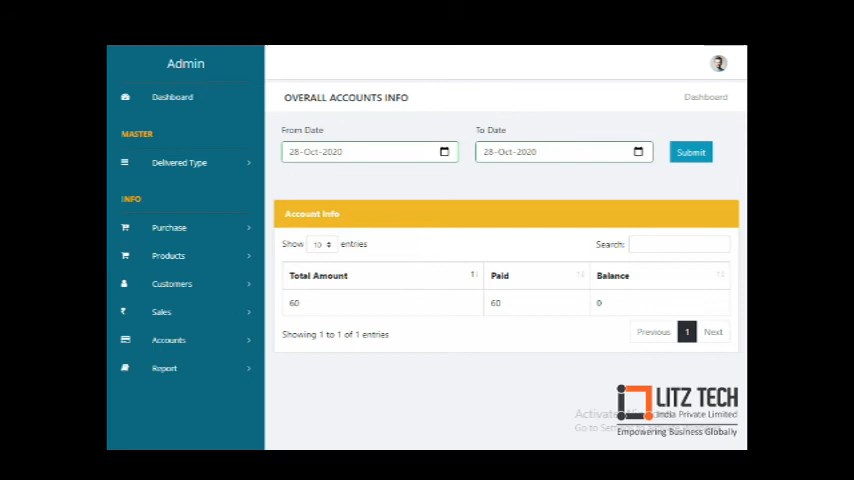 Admin
Dashboard
MASTER
Delivered Type
INFO
Purchase
Products
Customers
Sales
Accounts
Report
OVERALL ACCOUNTS INFO
Dashboard
From Date
To Date
28-Oct-2020
28-Oct-2020
Submit
Account Info
Show 10 entries
Search:
Total Amount Paid Balance
60 60 0
Showing 1 to 1 of 1 entries
Previous 1 Next
LITZ TECH
India Private Limited
Empowering Business Globally
Activate
Go to